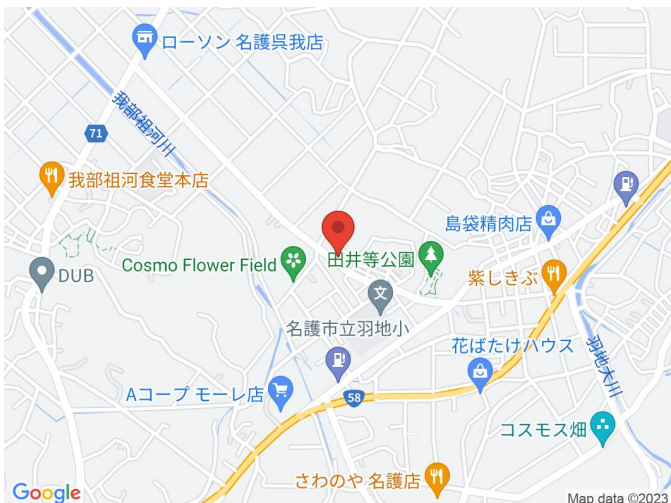 ローソン 名護呉我店
我部祖河川
71
我部祖河食堂本店
島袋精肉店
DUB
Cosmo Flower Field
田井等公園
紫しきぶ
文
名護市立羽地小
花ばたけハウス
羽地大川
Aコープ モーレ店
58
コスモス畑
さわのや 名護店
Google
Map data ©2023